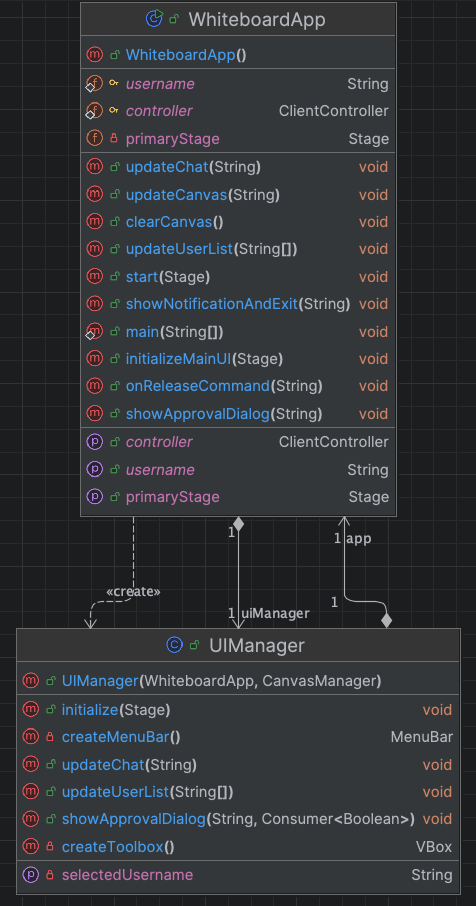 WhiteboardApp
WhiteboardApp()
username String
controller ClientController
primaryStage Stage
updateChat(String) void
updateCanvas(String) void
clearCanvas() void
updateUserList(String[]) void
start(Stage) void
showNotificationAndExit(String) void
main(String[]) void
initializeMainUI(Stage) void
onReleaseCommand(String) void
showApprovalDialog(String) void
controller ClientController
username String
primaryStage Stage
1 1 app
«create»
1
1 uiManager
UIManager
UIManager(WhiteboardApp, CanvasManager)
initialize(Stage) void
createMenuBar() MenuBar
updateChat(String) void
updateUserList(String[]) void
showApprovalDialog(String, Consumer<Boolean>) void
createToolbox() VBox
selectedUsername String